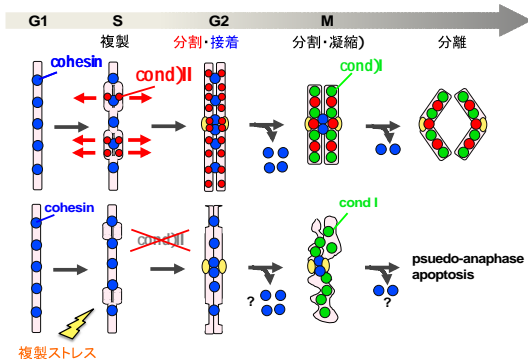 G1 S G2 M
複製 分割・接着 分割・凝縮) 分離
cohesin
cond)II
cond)I
cohesin
cond)II
cond I
?
?
psuedo-anaphase
apoptosis
複製ストレス